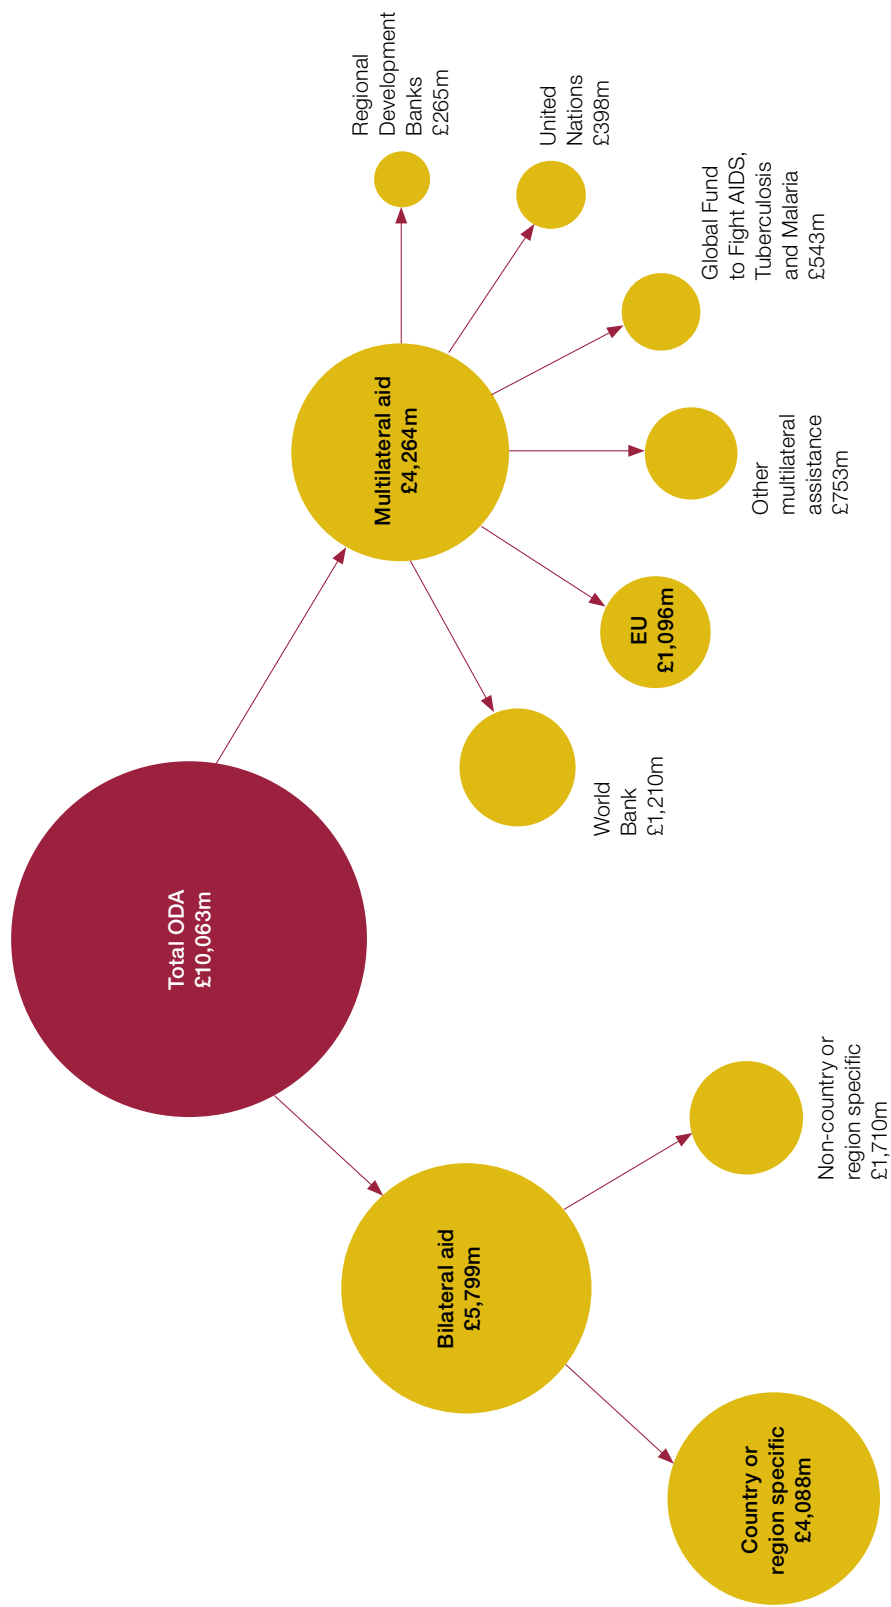 Total ODA
£10,063m
Bilateral aid
£5,799m
Multilateral aid
£4,264m
Country or
region specific
£4,088m
Non-country or
region specific
£1,710m
World
Bank
£1,210m
EU
£1,096m
Other
multilateral
assistance
£753m
Global Fund
to Fight AIDS,
Tuberculosis
and Malaria
£543m
United
Nations
£398m
Regional
Development
Banks
£265m